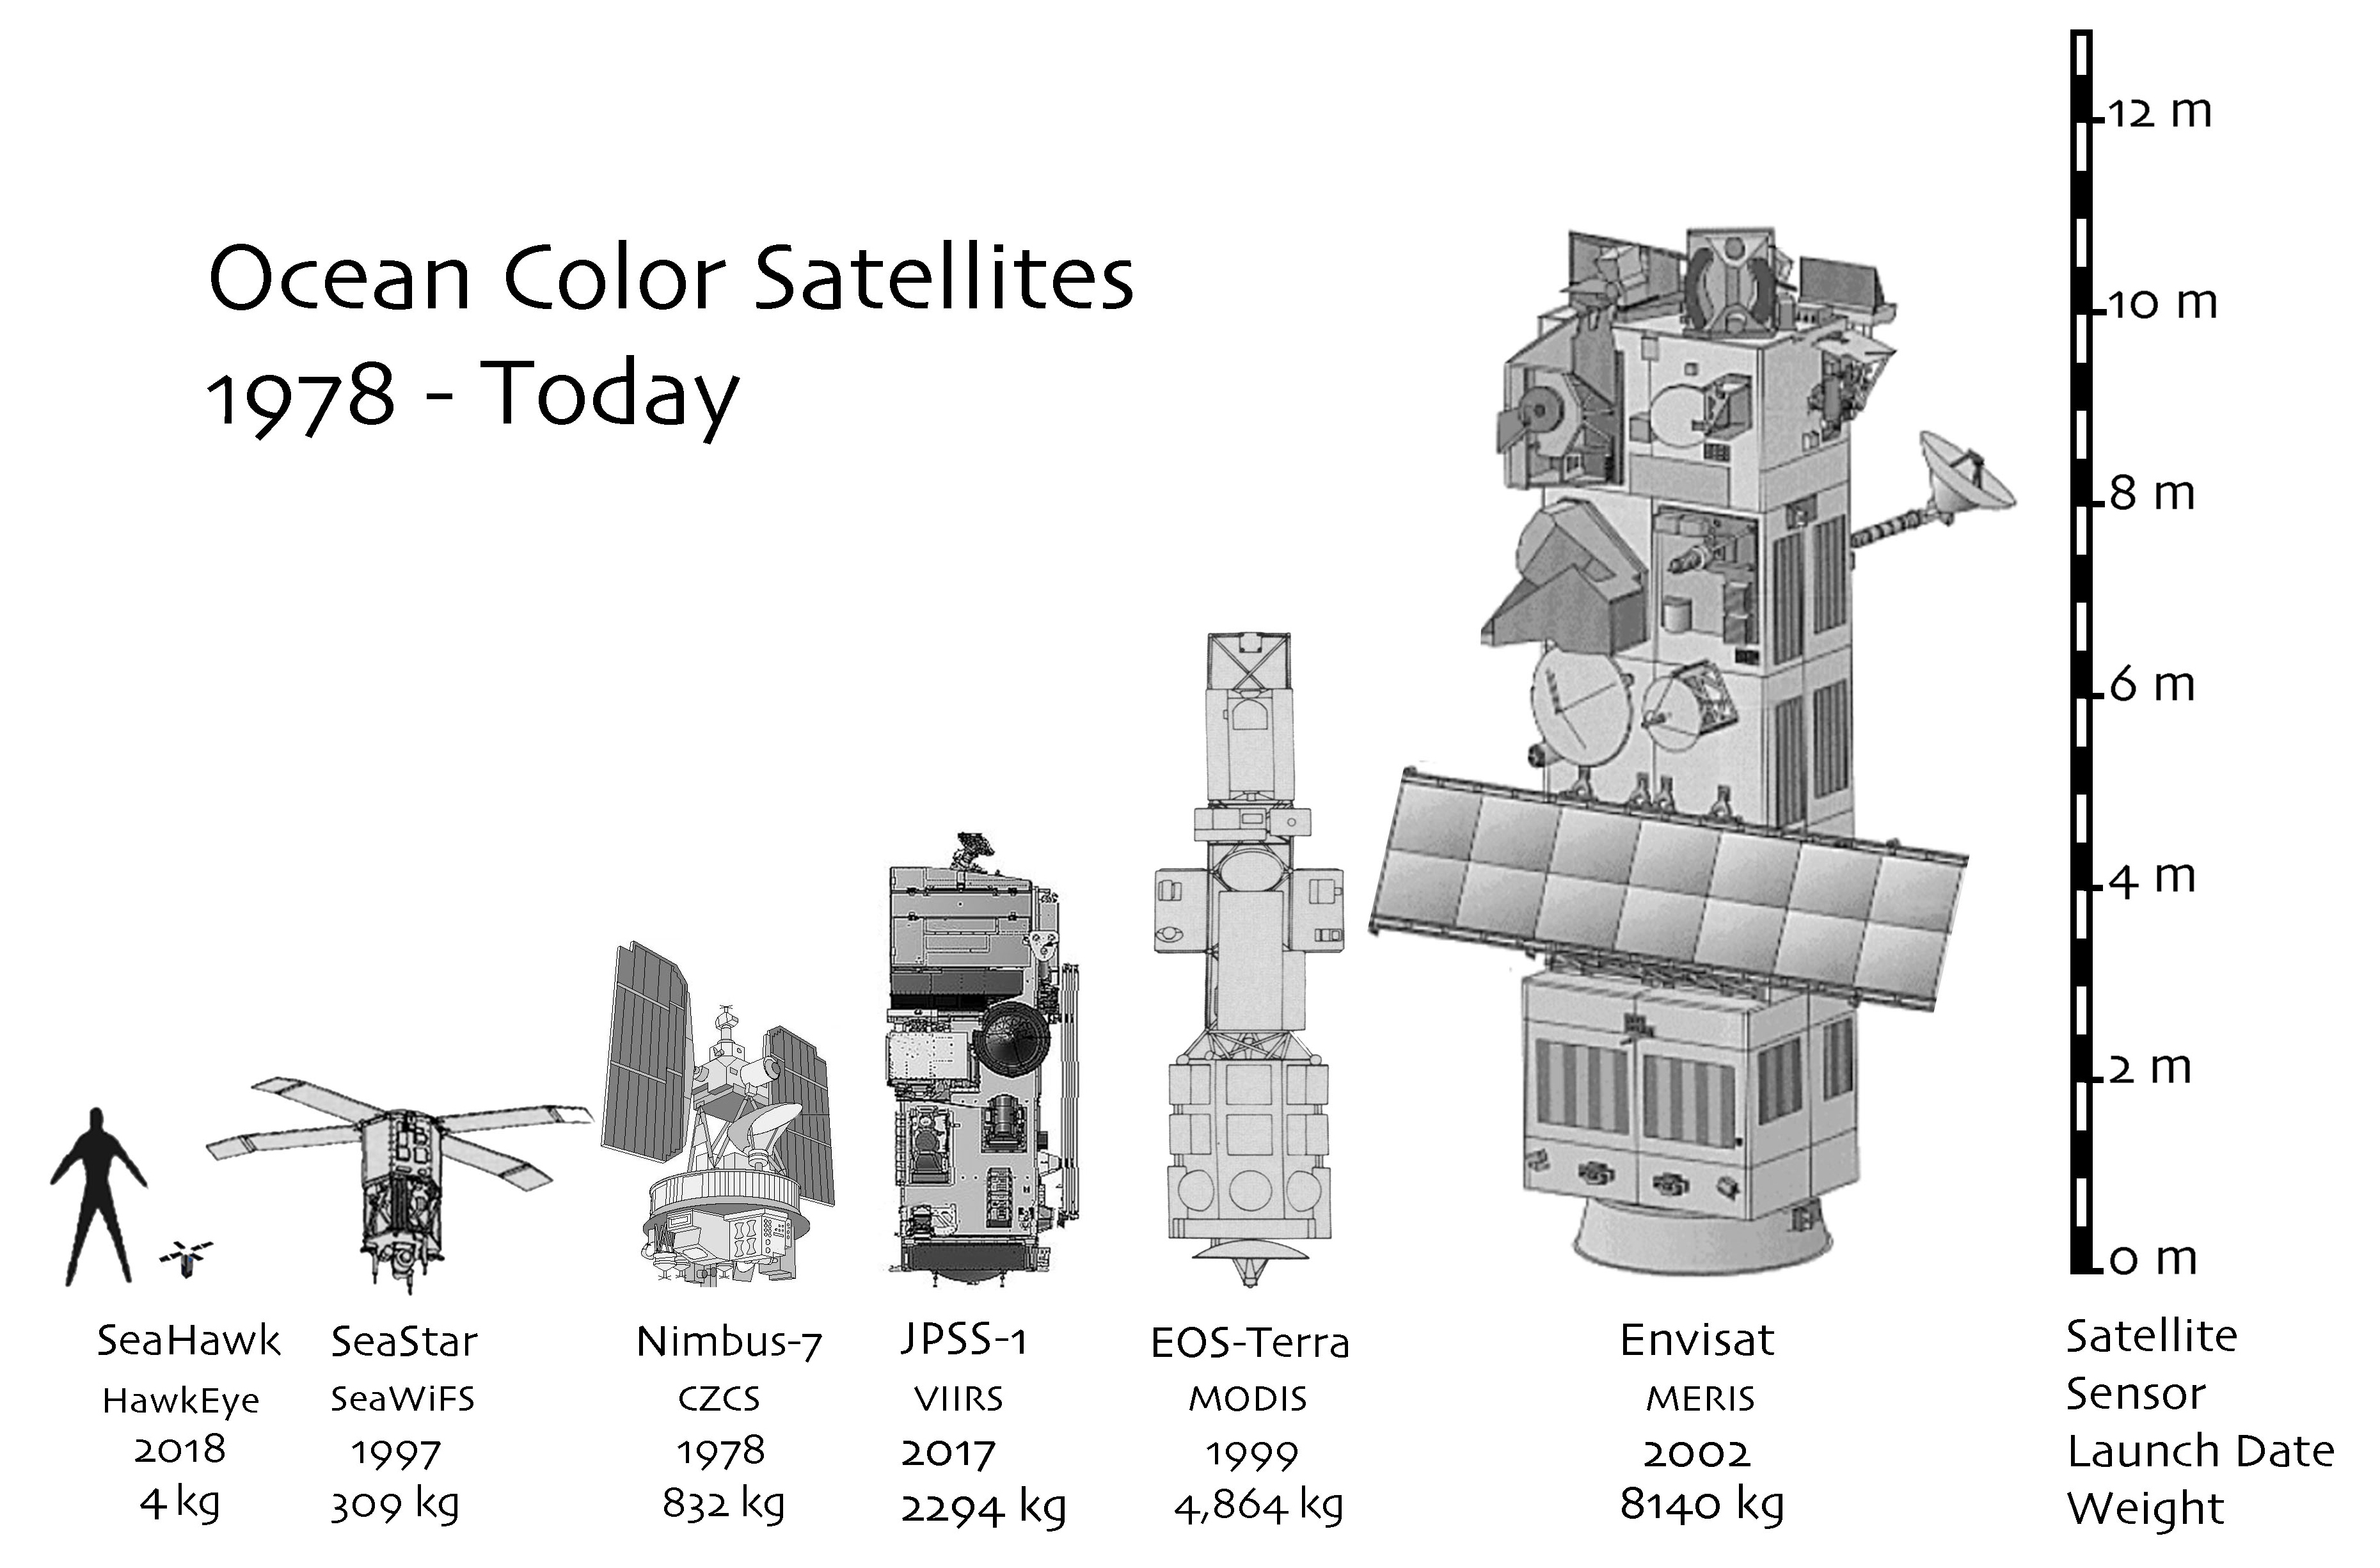 Ocean Color Satellites
1978 - Today
12 m
10 m
8 m
6 m
4 m
2 m
0 m
SeaHawk SeaStar Nimbus-7 JPSS-1 EOS-Terra Envisat Satellite
HawkEye SeaWiFS CZCS VIIRS MODIS MERIS Sensor
2018 1997 1978 2017 1999 2002 Launch Date
4 kg 309 kg 832 kg 2294 kg 4,864 kg 8140 kg Weight